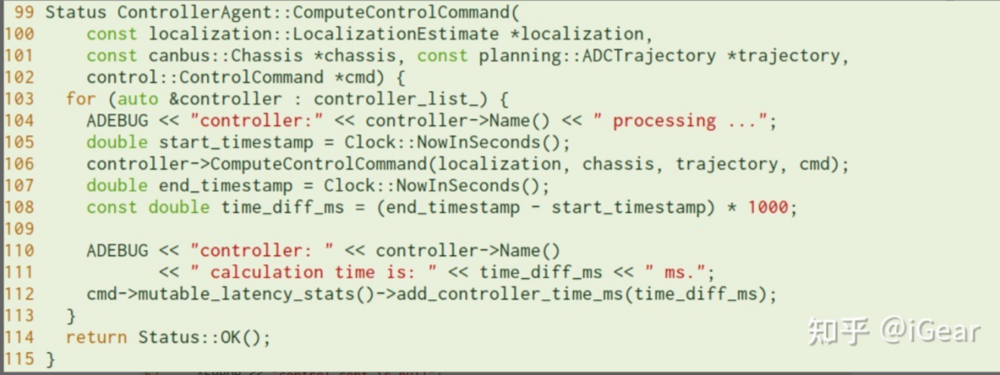 99 Status ControllerAgent::ComputeControlCommand(
100     const localization::LocalizationEstimate *localization,
101     const canbus::Chassis *chassis, const planning::ADCTrajectory *trajectory,
102     control::ControlCommand *cmd) {
103   for (auto &controller : controller_list_) {
104     ADEBUG << "controller:" << controller->Name() << " processing ...";
105     double start_timestamp = Clock::NowInSeconds();
106     controller->ComputeControlCommand(localization, chassis, trajectory, cmd);
107     double end_timestamp = Clock::NowInSeconds();
108     const double time_diff_ms = (end_timestamp - start_timestamp) * 1000;
109
110     ADEBUG << "controller: " << controller->Name()
111            << " calculation time is: " << time_diff_ms << " ms.";
112     cmd->mutable_latency_stats()->add_controller_time_ms(time_diff_ms);
113   }
114   return Status::OK();
115 }
知乎 @iGear